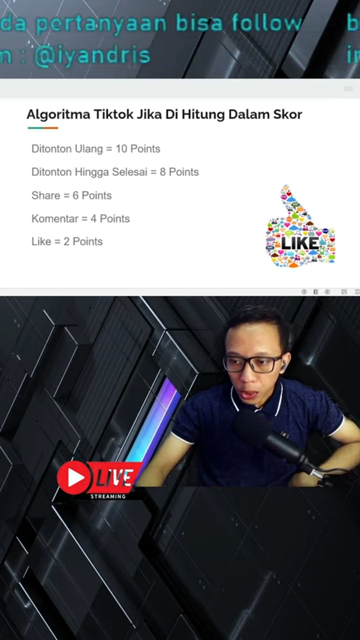 da pertanyaan bisa follow
m : @iyandris
Algoritma Tiktok Jika Di Hitung Dalam Skor
Ditonton Ulang = 10 Points
Ditonton Hingga Selesai = 8 Points
Share = 6 Points
Komentar = 4 Points
Like = 2 Points
LIKE
LIVE
STREAMING